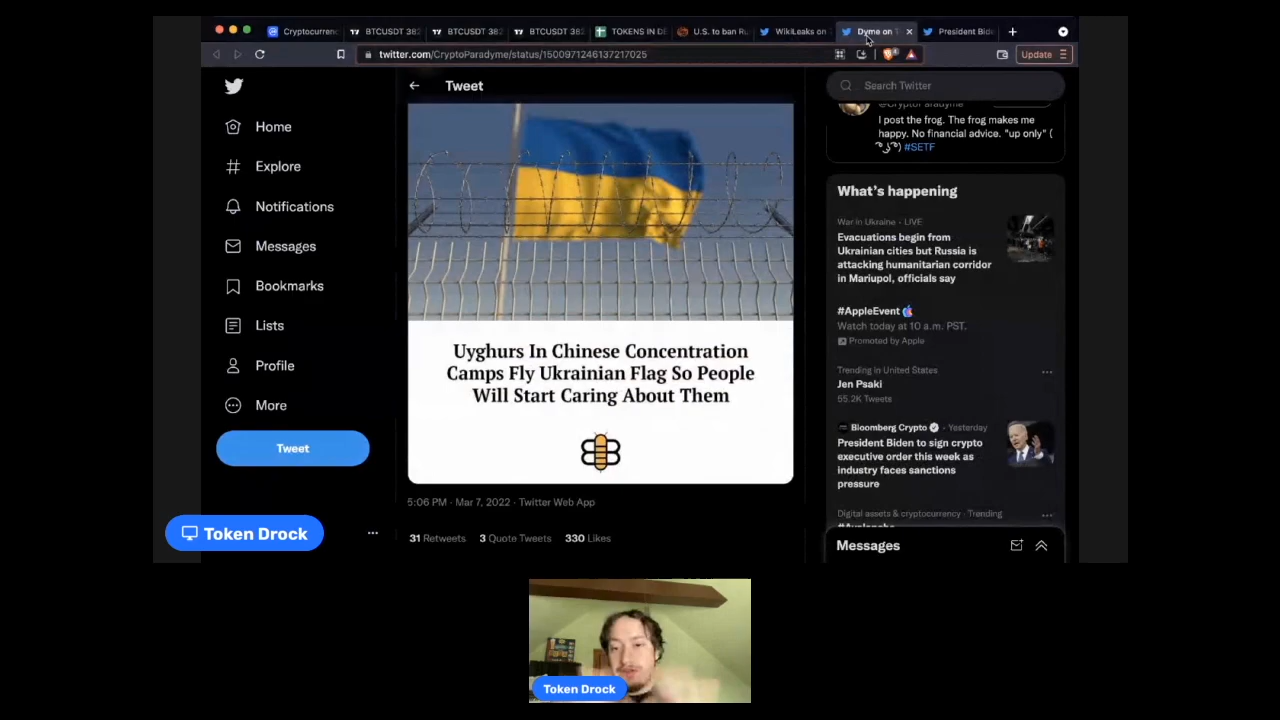 Cryptocurrenc
BTCUSDT 382
BTCUSDT 382
BTCUSDT 382
TOKENS IN DE
U.S. to ban Ru
WikiLeaks on T
Dyme on T
President Bide
twitter.com/CryptoParadyme/status/1500971246137217025
4
Update
Tweet
Search Twitter
Home
Explore
Notifications
Messages
Bookmarks
Lists
Profile
More
Tweet
Uyghurs In Chinese Concentration
Camps Fly Ukrainian Flag So People
Will Start Caring About Them
5:06 PM · Mar 7, 2022 · Twitter Web App
31 Retweets 3 Quote Tweets 330 Likes
@CryptoParadyme
I post the frog. The frog makes me
happy. No financial advice. "up only" (
#SETF
What's happening
War in Ukraine · LIVE
Evacuations begin from
Ukrainian cities but Russia is
attacking humanitarian corridor
in Mariupol, officials say
#AppleEvent
Watch today at 10 a.m. PST.
Promoted by Apple
Trending in United States
Jen Psaki
55.2K Tweets
Bloomberg Crypto · Yesterday
President Biden to sign crypto
executive order this week as
industry faces sanctions
pressure
Digital assets & cryptocurrency · Trending
Messages
Token Drock
Token Drock